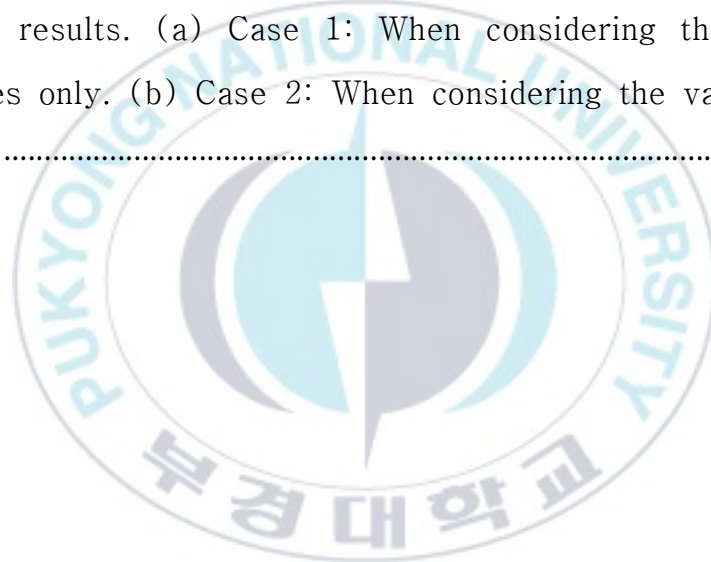 results. (a) Case 1: When considering th
es only. (b) Case 2: When considering the va
................................................................................
PUKYONG NATIONAL UNIVERSITY
부경대학교